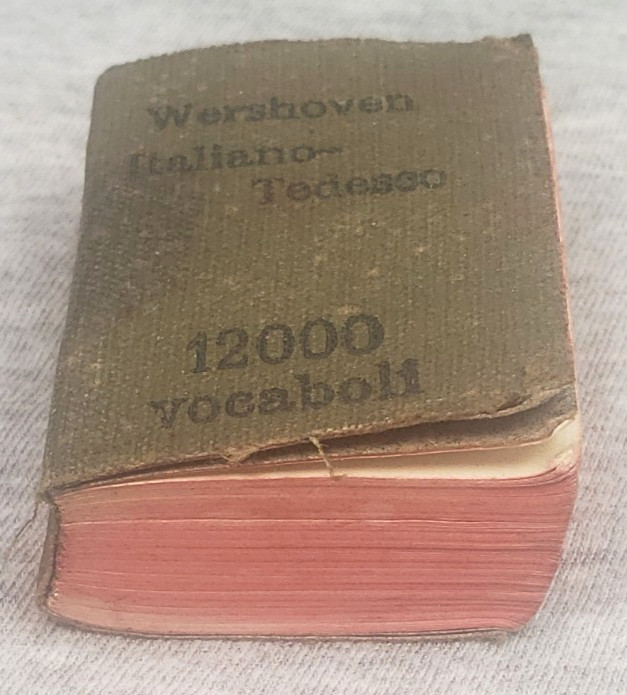 Wershoven
Italiano-
Tedesco
12000
vocaboli